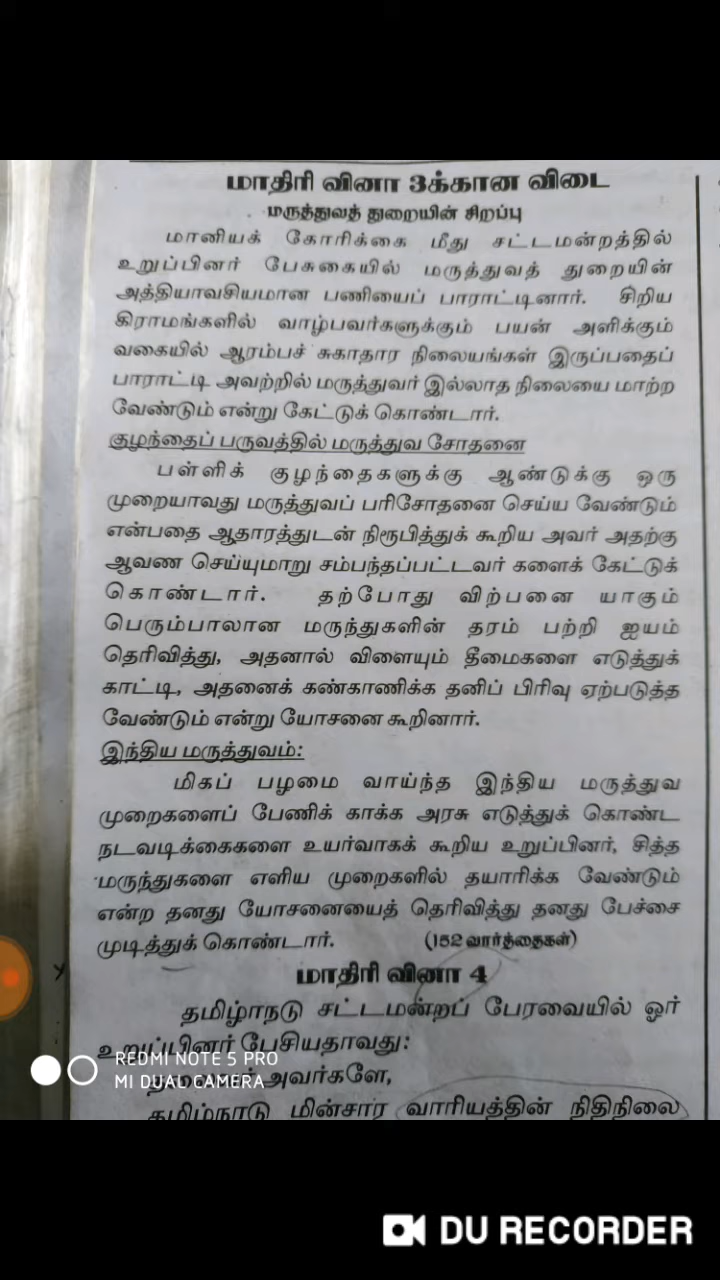 மாதிரி வினா 3க்கான விடை
மருத்துவத் துறையின் சிறப்பு
மானியக் கோரிக்கை மீது சட்டமன்றத்தில்
உறுப்பினர் பேசுகையில் மருத்துவத் துறையின்
அத்தியாவசியமான பணியைப் பாராட்டினார். சிறிய
கிராமங்களில் வாழ்பவர்களுக்கும் பயன் அளிக்கும்
வகையில் ஆரம்பச் சுகாதார நிலையங்கள் இருப்பதைப்
பாராட்டி அவற்றில் மருத்துவர் இல்லாத நிலையை மாற்ற
வேண்டும் என்று கேட்டுக் கொண்டார்.
குழந்தைப் பருவத்தில் மருத்துவ சோதனை
பள்ளிக் குழந்தைகளுக்கு ஆண்டுக்கு ஒரு
முறையாவது மருத்துவப் பரிசோதனை செய்ய வேண்டும்
என்பதை ஆதாரத்துடன் நிரூபித்துக் கூறிய அவர் அதற்கு
ஆவண செய்யுமாறு சம்பந்தப்பட்டவர் களைக் கேட்டுக்
கொண்டார். தற்போது விற்பனை யாகும்
பெரும்பாலான மருந்துகளின் தரம் பற்றி ஐயம்
தெரிவித்து, அதனால் விளையும் தீமைகளை எடுத்துக்
காட்டி, அதனைக் கண்காணிக்க தனிப் பிரிவு ஏற்படுத்த
வேண்டும் என்று யோசனை கூறினார்.
இந்திய மருத்துவம்:
மிகப் பழமை வாய்ந்த இந்திய மருத்துவ
முறைகளைப் பேணிக் காக்க அரசு எடுத்துக் கொண்ட
நடவடிக்கைகளை உயர்வாகக் கூறிய உறுப்பினர், சித்த
மருந்துகளை எளிய முறைகளில் தயாரிக்க வேண்டும்
என்ற தனது யோசனையைத் தெரிவித்து தனது பேச்சை
முடித்துக் கொண்டார். (152 வார்த்தைகள்)
மாதிரி வினா 4
தமிழ்நாடு சட்டமன்றப் பேரவையில் ஓர்
உறுப்பினர் பேசியதாவது:
REDMI NOTE 5 PRO
MI DUAL CAMERA
அவர்களே,
தமிழ்நாடு மின்சார வாரியத்தின் நிதிநிலை
DU RECORDER